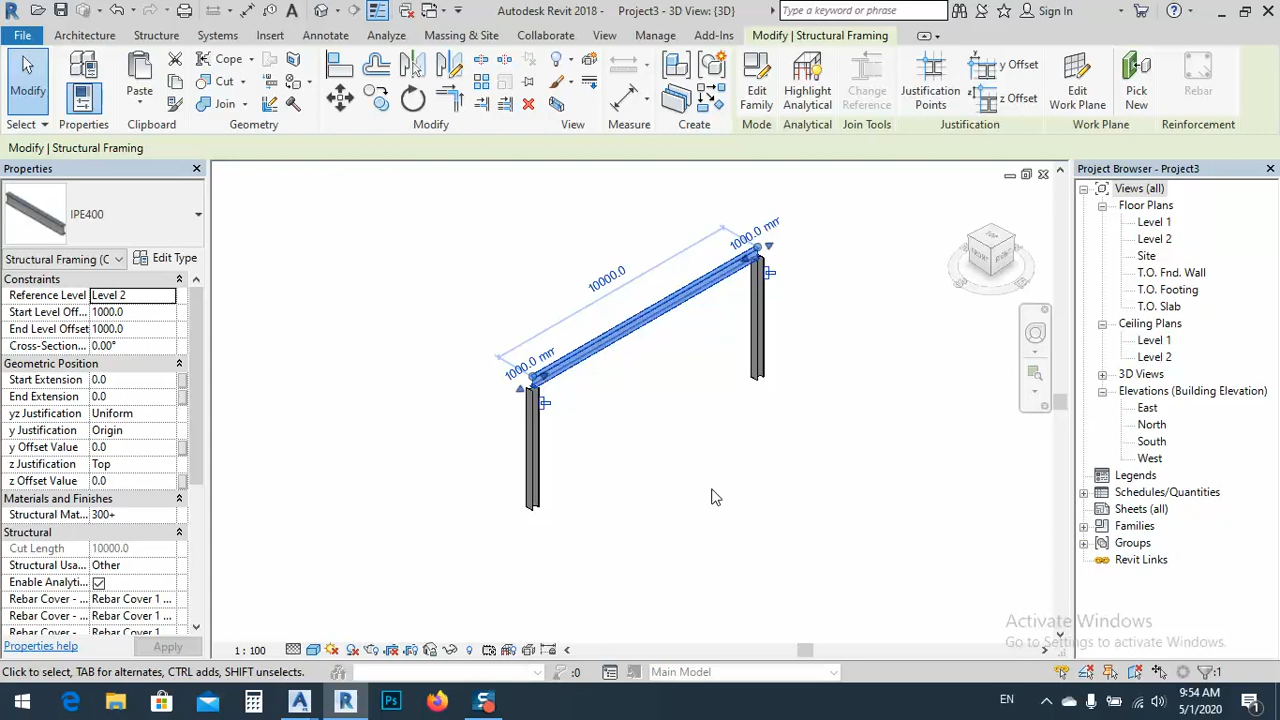 Autodesk Revit 2018 - Project3 - 3D View: {3D}
Type a keyword or phrase
Sign In
File Architecture Structure Systems Insert Annotate Analyze Massing & Site Collaborate View Manage Add-Ins Modify | Structural Framing
Modify
Select
Properties
Paste
Clipboard
Cope
Cut
Join
Geometry
Modify
View
Measure
Create
Edit
Family
Mode
Highlight
Analytical
Analytical
Change
Reference
Join Tools
Justification
Points
y Offset
z Offset
Justification
Edit
Work Plane
Pick
New
Work Plane
Rebar
Reinforcement
Modify | Structural Framing
Properties
IPE400
Structural Framing (C
Edit Type
Constraints
Reference Level Level 2
Start Level Off... 1000.0
End Level Offset 1000.0
Cross-Section... 0.00°
Geometric Position
Start Extension 0.0
End Extension 0.0
yz Justification Uniform
y Justification Origin
y Offset Value 0.0
z Justification Top
z Offset Value 0.0
Materials and Finishes
Structural Mat... 300+
Structural
Cut Length 10000.0
Structural Usa... Other
Enable Analyti...
Rebar Cover - ... Rebar Cover 1 ...
Rebar Cover - ... Rebar Cover 1 ...
Rebar Cover - ... Rebar Cover 1 ...
Properties help
Apply
1000.0 mm
10000.0
1000.0 mm
TOP
FRONT
RIGHT
Project Browser - Project3
Views (all)
Floor Plans
Level 1
Level 2
Site
T.O. Fnd. Wall
T.O. Footing
T.O. Slab
Ceiling Plans
Level 1
Level 2
3D Views
Elevations (Building Elevation)
East
North
South
West
Legends
Schedules/Quantities
Sheets (all)
Families
Groups
Revit Links
Activate Windows
Go to Settings to activate Windows.
1 : 100
Click to select, TAB for alternates, CTRL adds, SHIFT unselects.
:0
Main Model
:1
EN
9:54 AM
5/1/2020